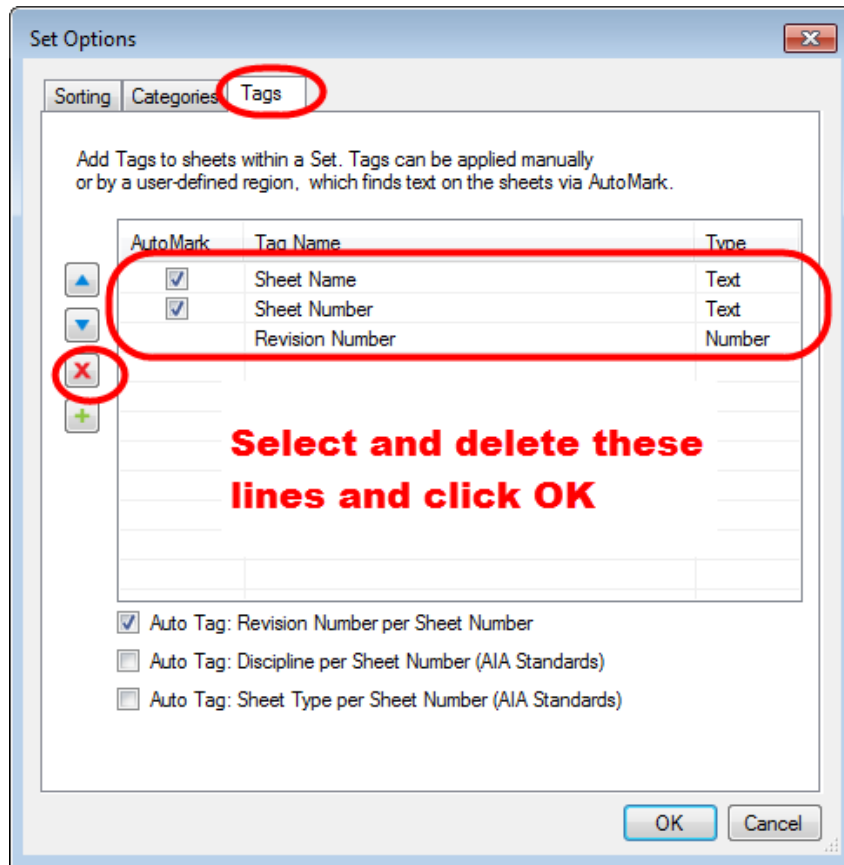 Set Options
Sorting Categories Tags
Add Tags to sheets within a Set. Tags can be applied manually
or by a user-defined region, which finds text on the sheets via AutoMark.
AutoMark Tag Name Type
Sheet Name Text
Sheet Number Text
Revision Number Number
Select and delete these
lines and click OK
Auto Tag: Revision Number per Sheet Number
Auto Tag: Discipline per Sheet Number (AIA Standards)
Auto Tag: Sheet Type per Sheet Number (AIA Standards)
OK Cancel